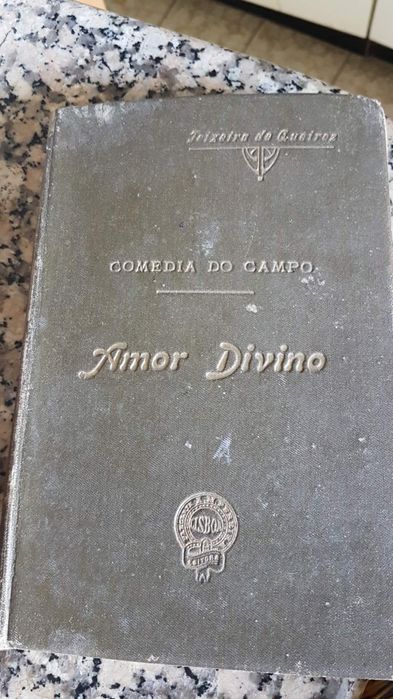 Teixeira de Queiroz
COMEDIA DO CAMPO
Amor Divino
LISBOA